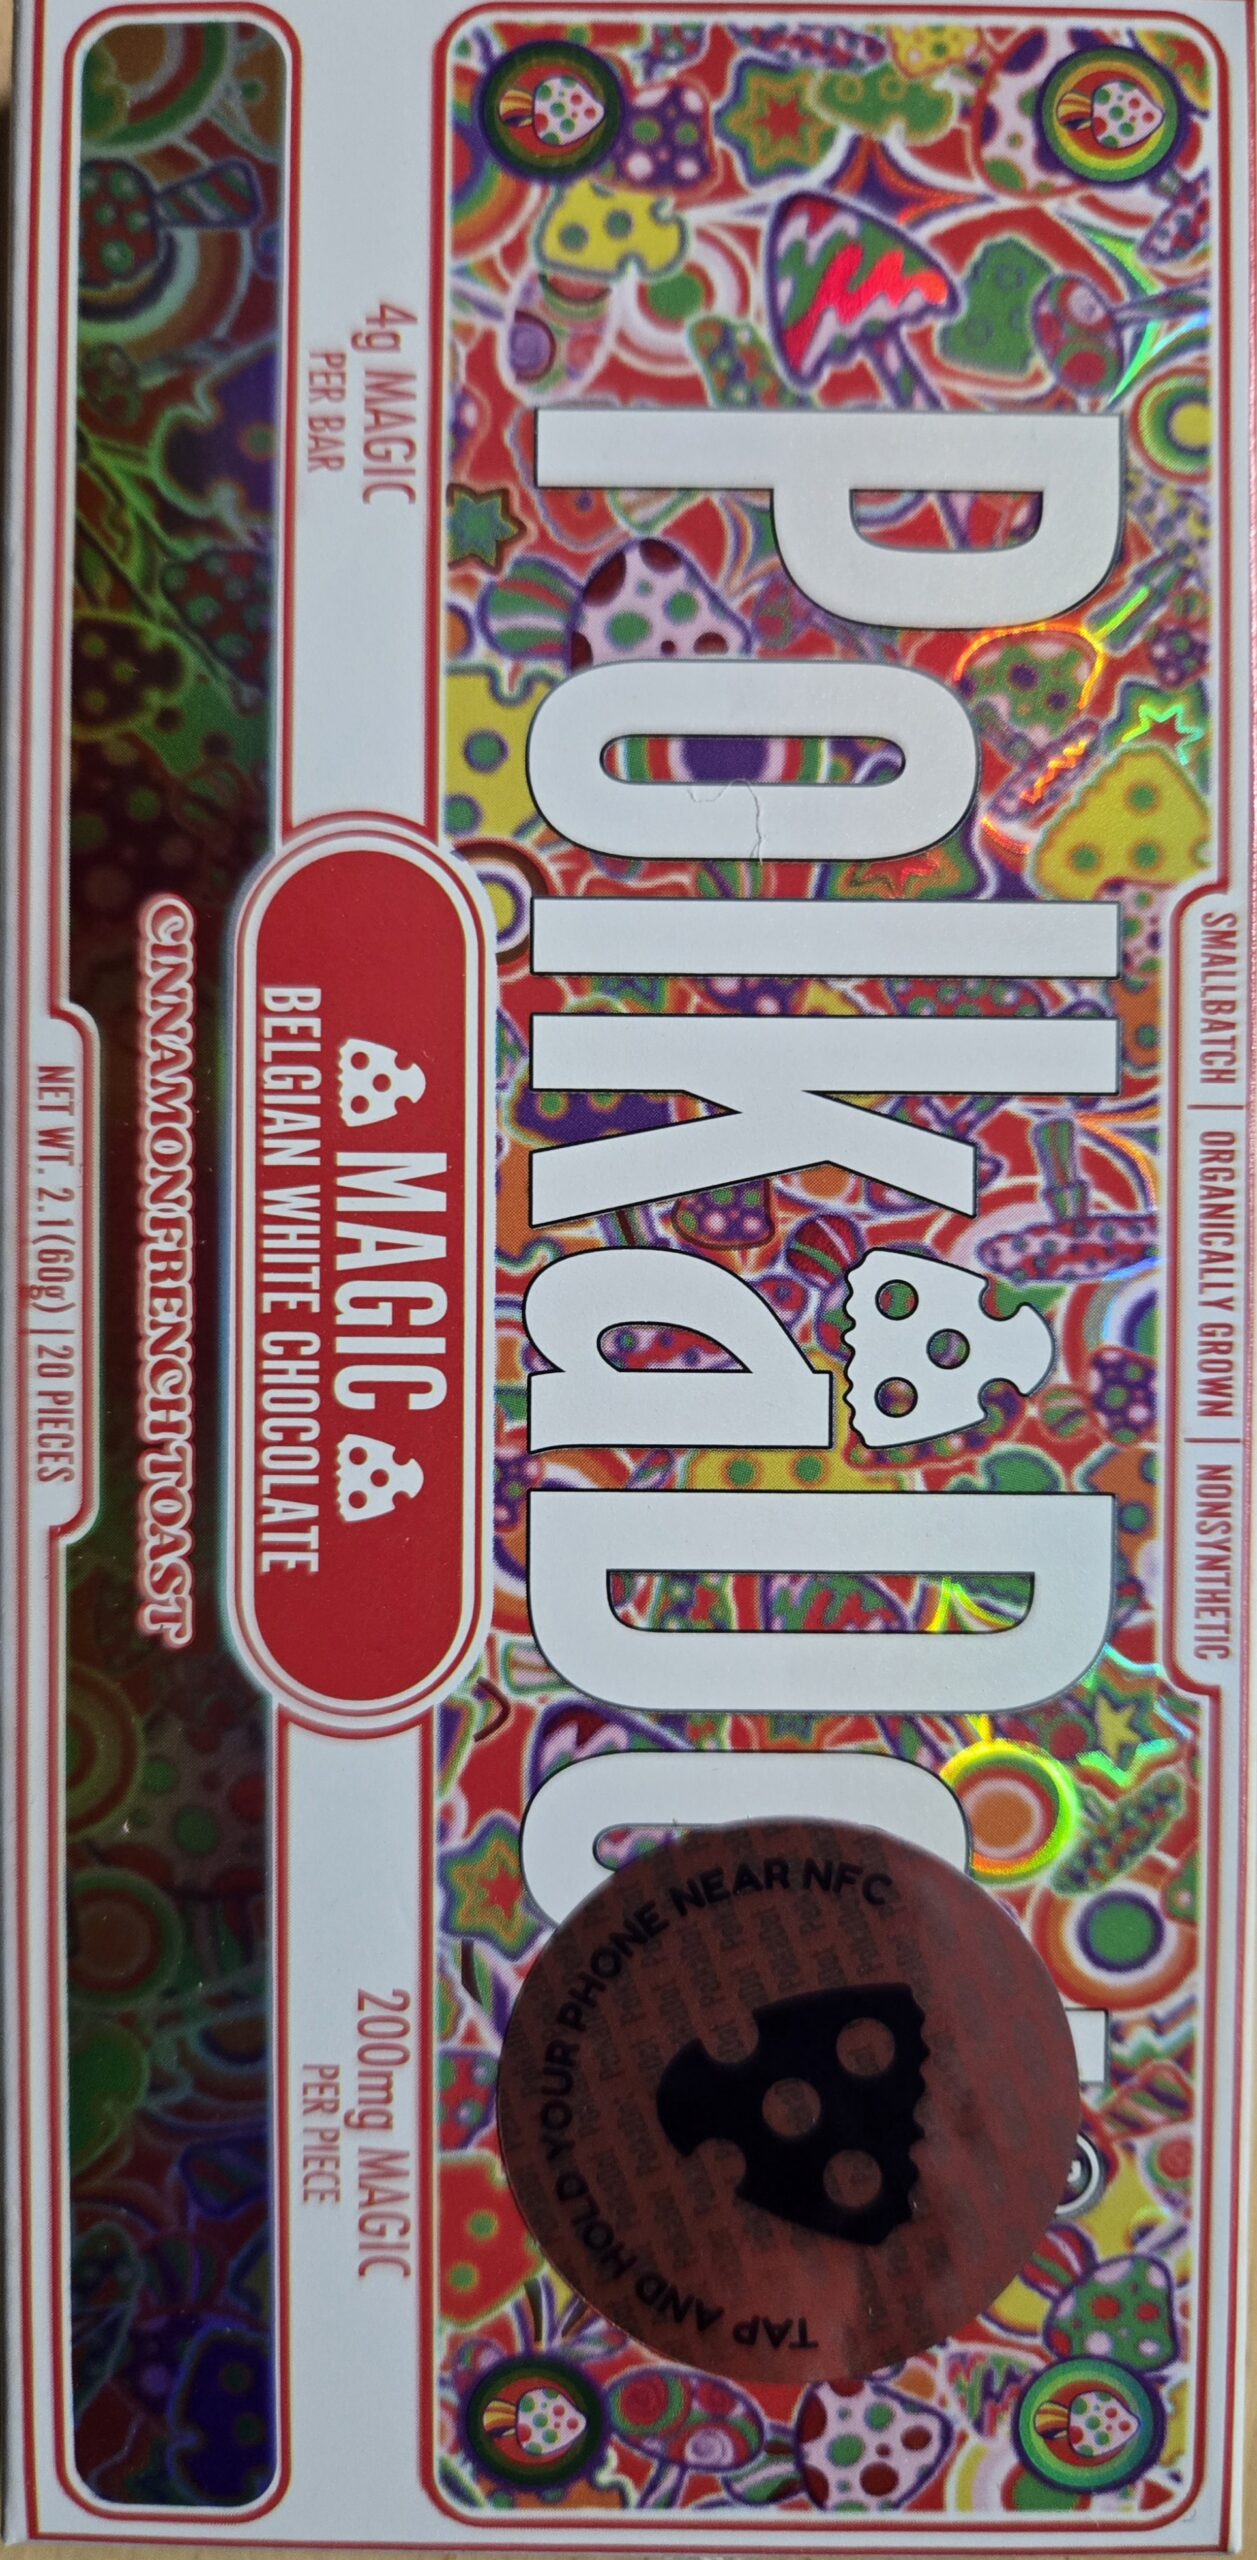 SMALLBATCH | ORGANICALLY GROWN | NONSYNTHETIC
PolkaDot
TAP AND HOLD YOUR PHONE NEAR NFC
4g MAGIC
PER BAR
MAGIC
BELGIAN WHITE CHOCOLATE
200mg MAGIC
PER PIECE
CINNAMONFRENCHTOAST
NET WT. 2.1(60g) | 20 PIECES